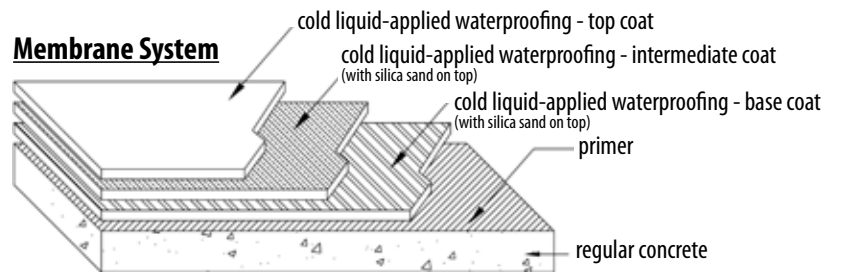 cold liquid-applied waterproofing - top coat
Membrane System
cold liquid-applied waterproofing - intermediate coat
(with silica sand on top)
cold liquid-applied waterproofing - base coat
(with silica sand on top)
primer
regular concrete